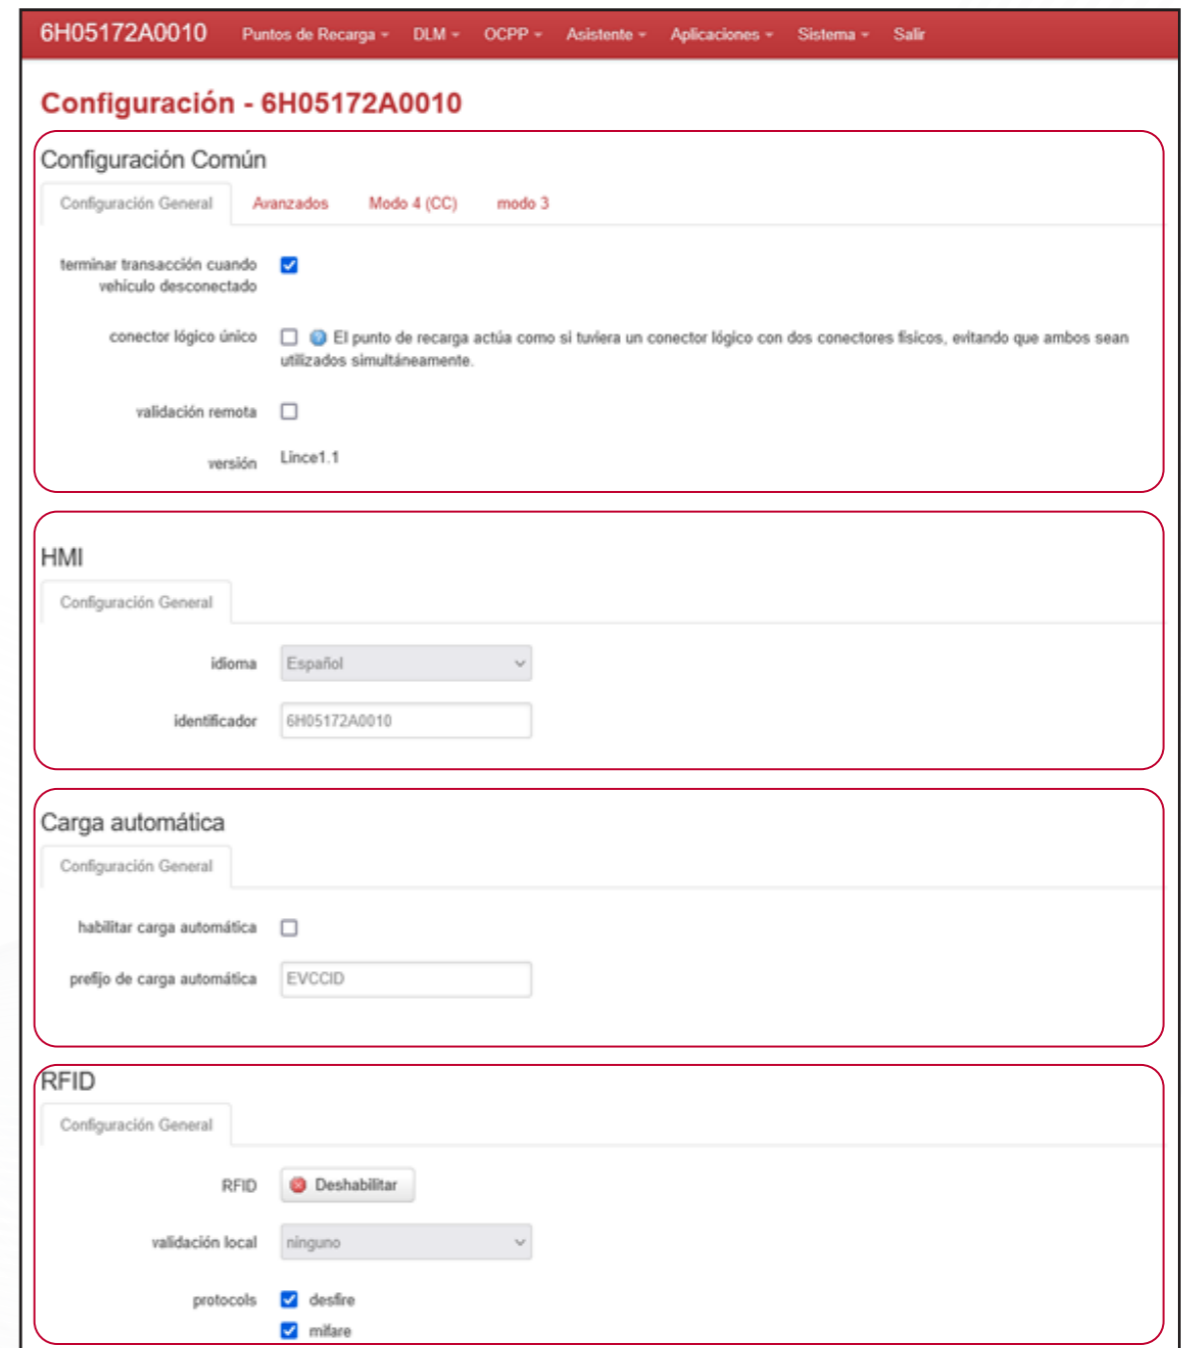 6H05172A0010 Puntos de Recarga DLM OCPP Asistente Aplicaciones Sistema Salir
Configuración - 6H05172A0010
Configuración Común
Configuración General Avanzados Modo 4 (CC) modo 3
terminar transacción cuando
vehículo desconectado
conector lógico único El punto de recarga actúa como si tuviera un conector lógico con dos conectores físicos, evitando que ambos sean
utilizados simultáneamente.
validación remota
versión Lince1.1
HMI
Configuración General
idioma Español
identificador 6H05172A0010
Carga automática
Configuración General
habilitar carga automática
prefijo de carga automática EVCCID
RFID
Configuración General
RFID Deshabilitar
validación local ninguno
protocols desfire
mifare